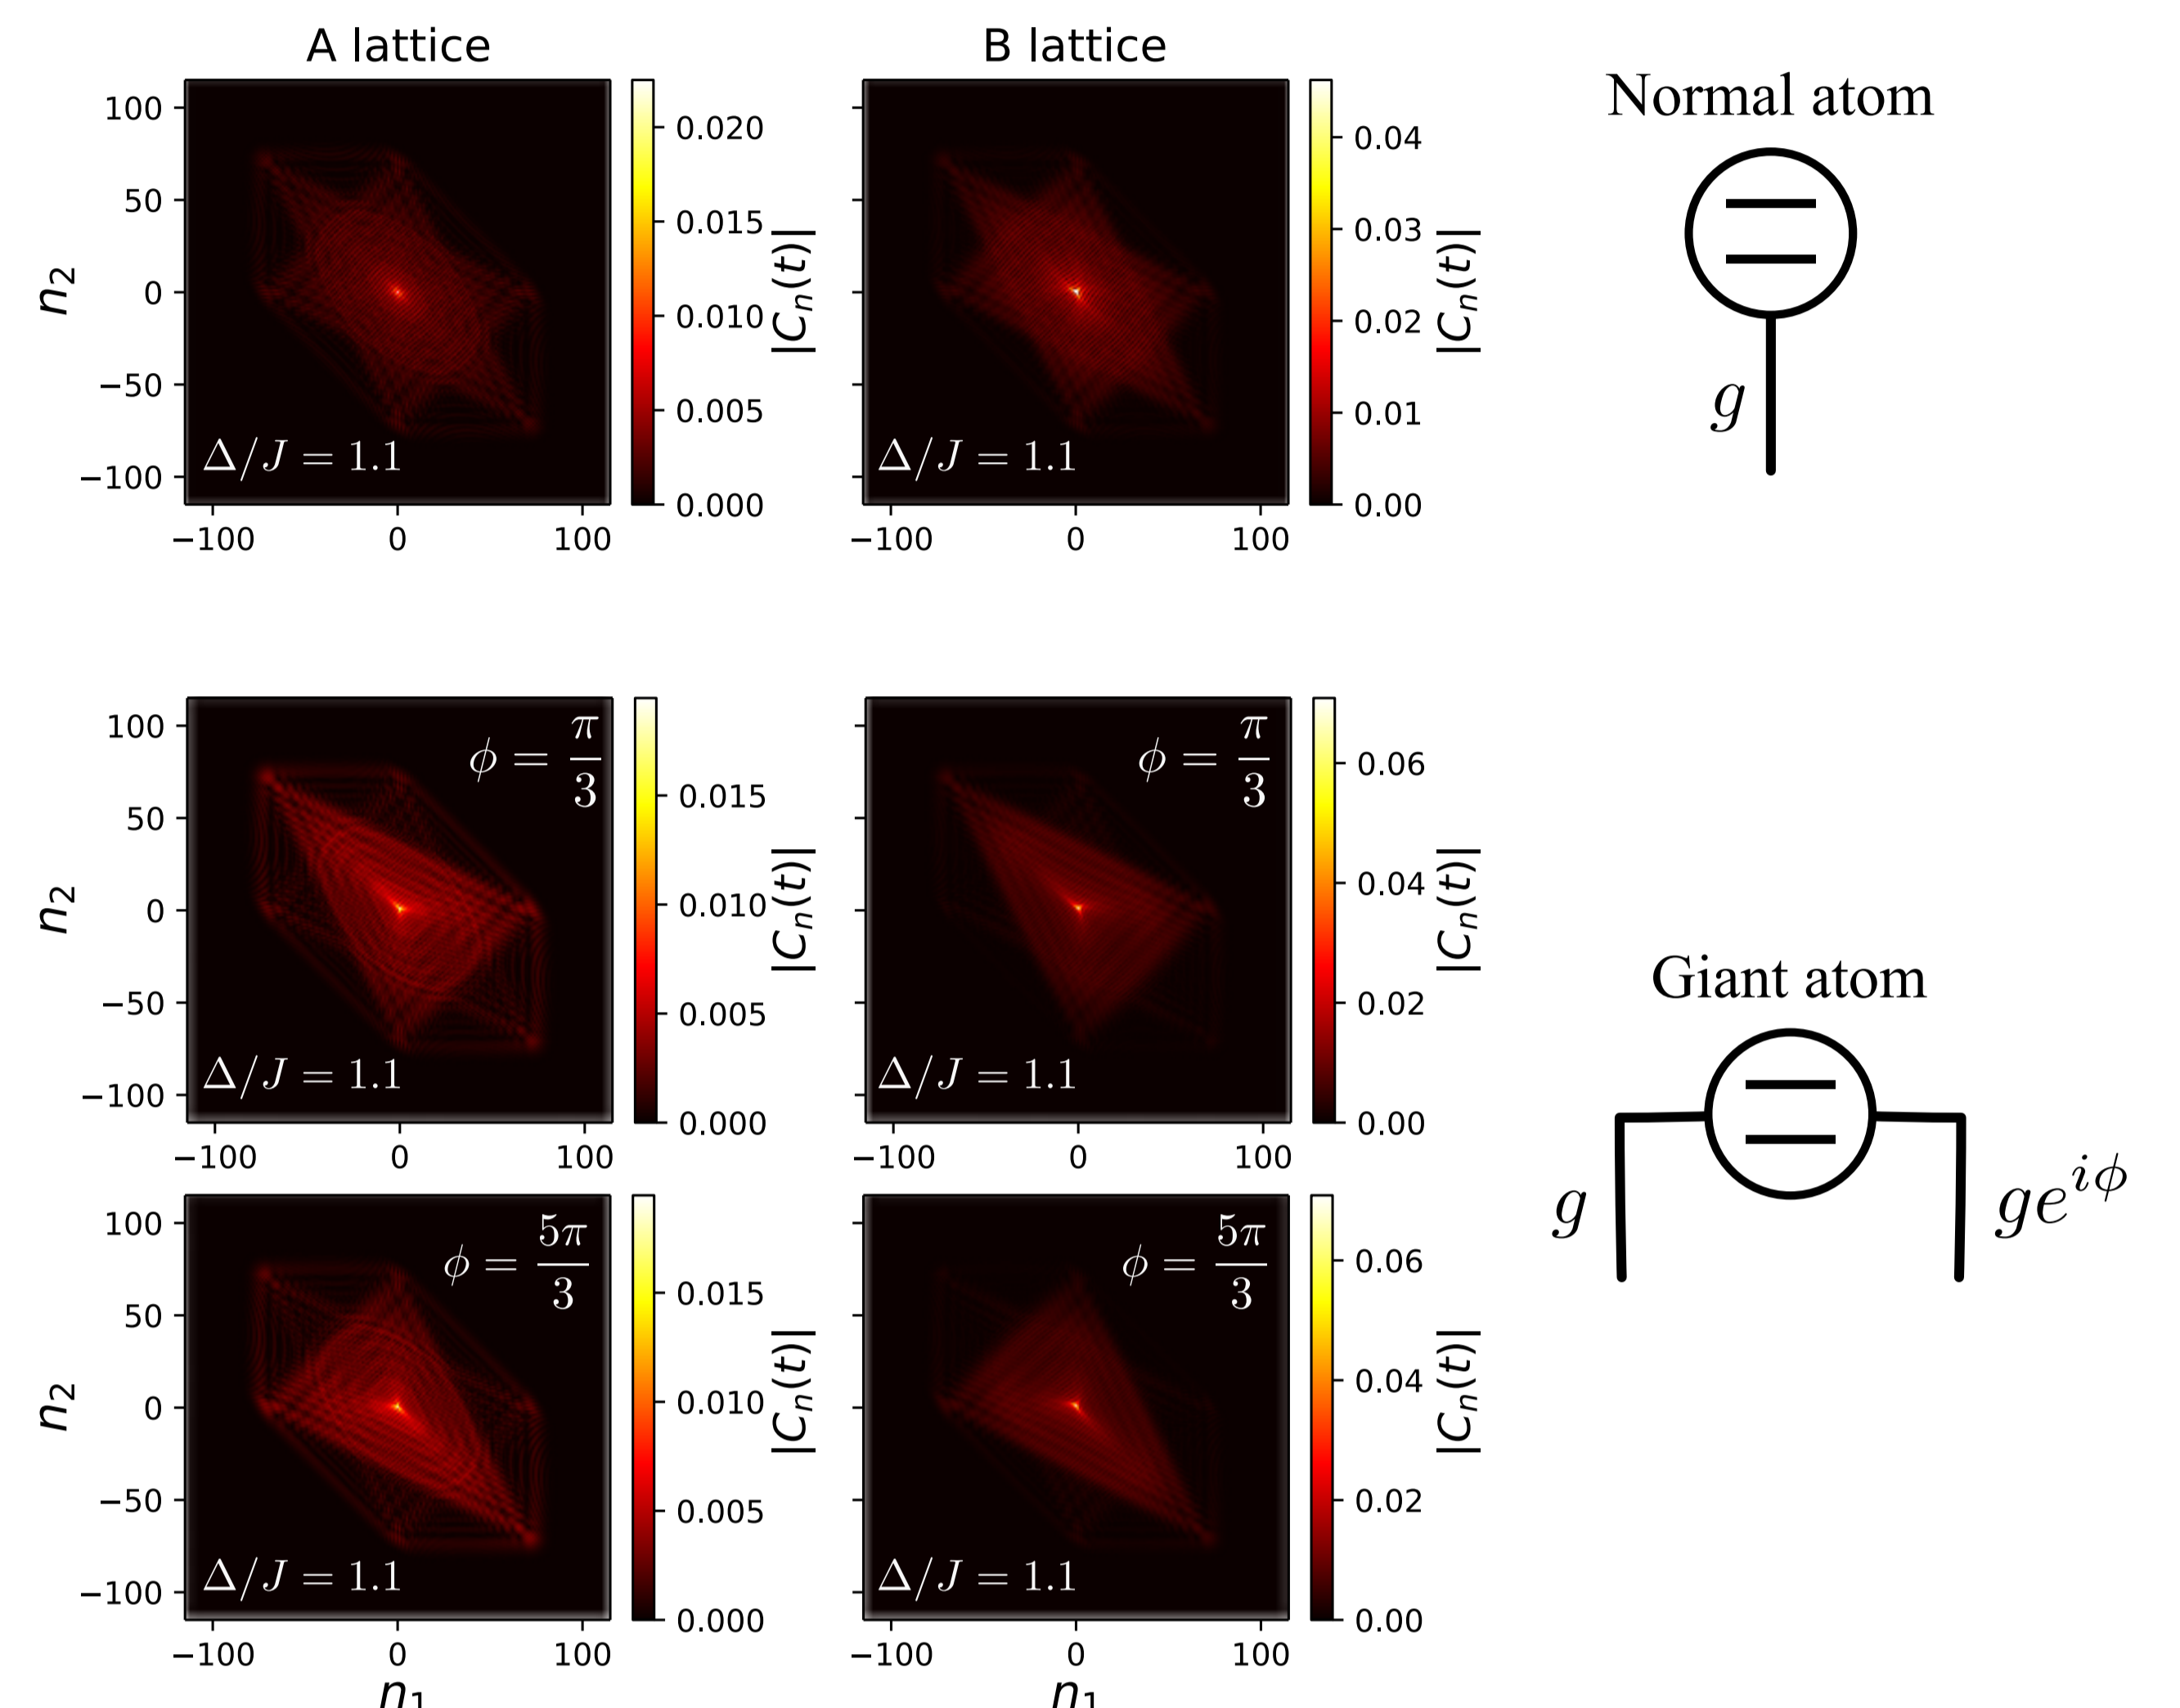 A lattice
B lattice
Normal atom
100
50
0
−50
−100
n2
−100 0 100
Δ/J = 1.1
0.020
0.015
0.010
0.005
0.000
|Cn(t)|
−100 0 100
Δ/J = 1.1
0.04
0.03
0.02
0.01
0.00
|Cn(t)|
g
100
50
0
−50
−100
n2
−100 0 100
ϕ = π/3
Δ/J = 1.1
0.015
0.010
0.005
0.000
|Cn(t)|
−100 0 100
ϕ = π/3
Δ/J = 1.1
0.06
0.04
0.02
0.00
|Cn(t)|
Giant atom
g
ge^{iϕ}
100
50
0
−50
−100
n2
−100 0 100
n1
ϕ = 5π/3
Δ/J = 1.1
0.015
0.010
0.005
0.000
|Cn(t)|
−100 0 100
n1
ϕ = 5π/3
Δ/J = 1.1
0.06
0.04
0.02
0.00
|Cn(t)|